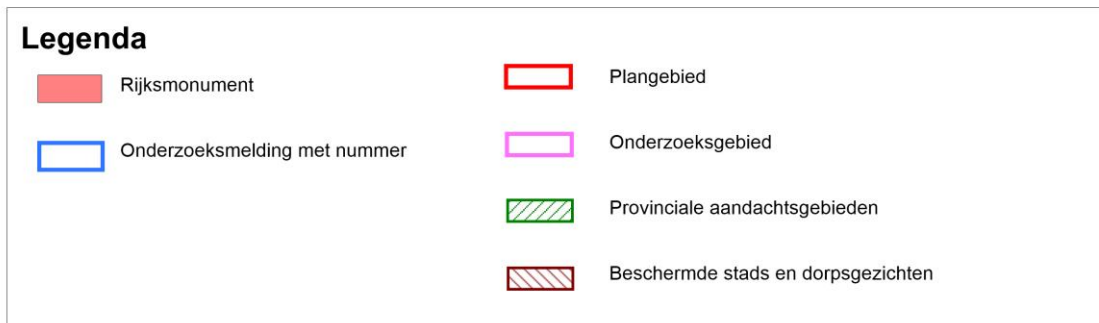 Legenda
Rijksmonument
Onderzoeksmelding met nummer
Plangebied
Onderzoeksgebied
Provinciale aandachtsgebieden
Beschermde stads en dorpsgezichten